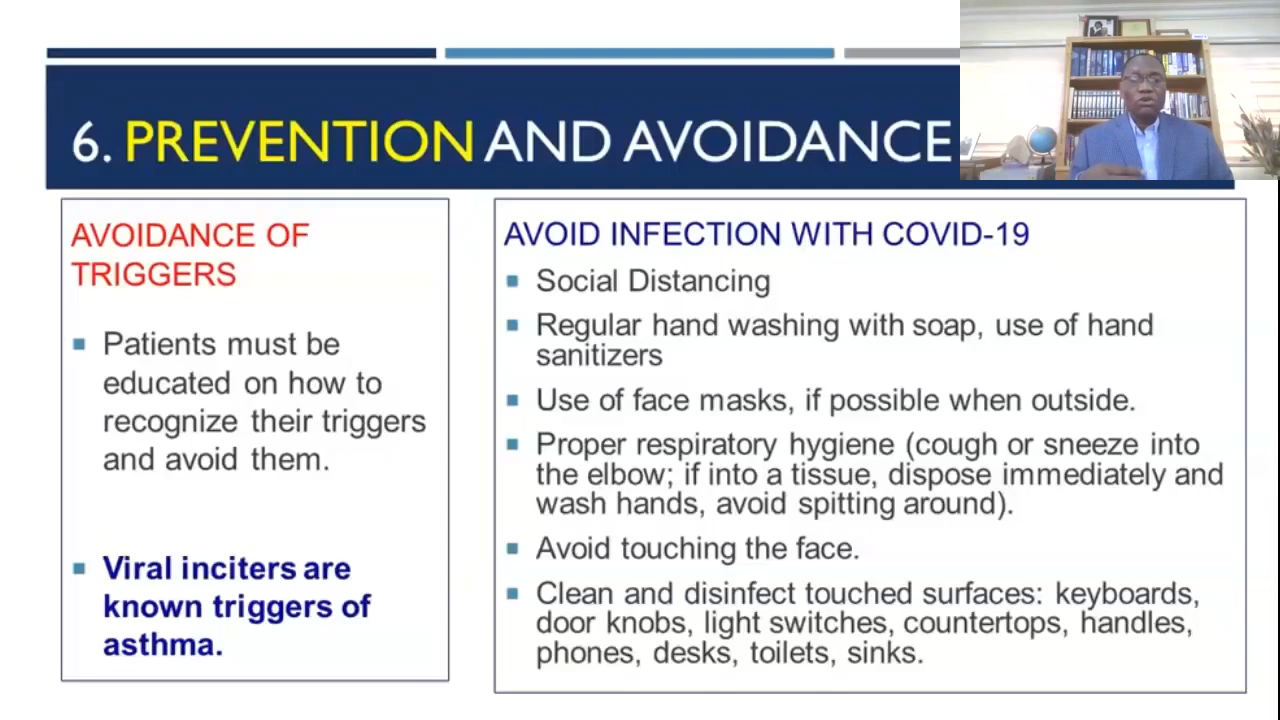 6. PREVENTION AND AVOIDANCE
AVOIDANCE OF
TRIGGERS
Patients must be
educated on how to
recognize their triggers
and avoid them.
Viral inciters are
known triggers of
asthma.
AVOID INFECTION WITH COVID-19
Social Distancing
Regular hand washing with soap, use of hand
sanitizers
Use of face masks, if possible when outside.
Proper respiratory hygiene (cough or sneeze into
the elbow; if into a tissue, dispose immediately and
wash hands, avoid spitting around).
Avoid touching the face.
Clean and disinfect touched surfaces: keyboards,
door knobs, light switches, countertops, handles,
phones, desks, toilets, sinks.